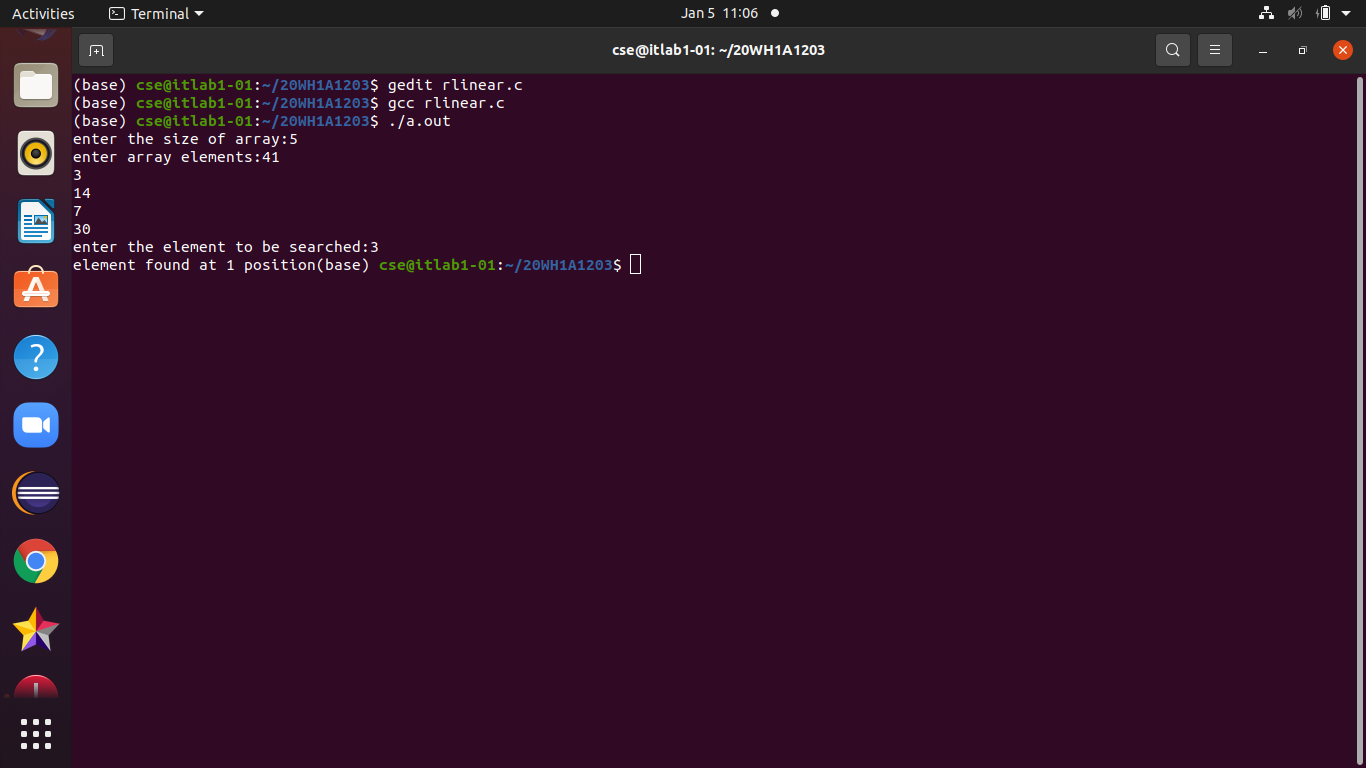 Activities Terminal Jan 5 11:06
cse@itlab1-01: ~/20WH1A1203
(base) cse@itlab1-01:~/20WH1A1203$ gedit rlinear.c
(base) cse@itlab1-01:~/20WH1A1203$ gcc rlinear.c
(base) cse@itlab1-01:~/20WH1A1203$ ./a.out
enter the size of array:5
enter array elements:41
3
14
7
30
enter the element to be searched:3
element found at 1 position(base) cse@itlab1-01:~/20WH1A1203$